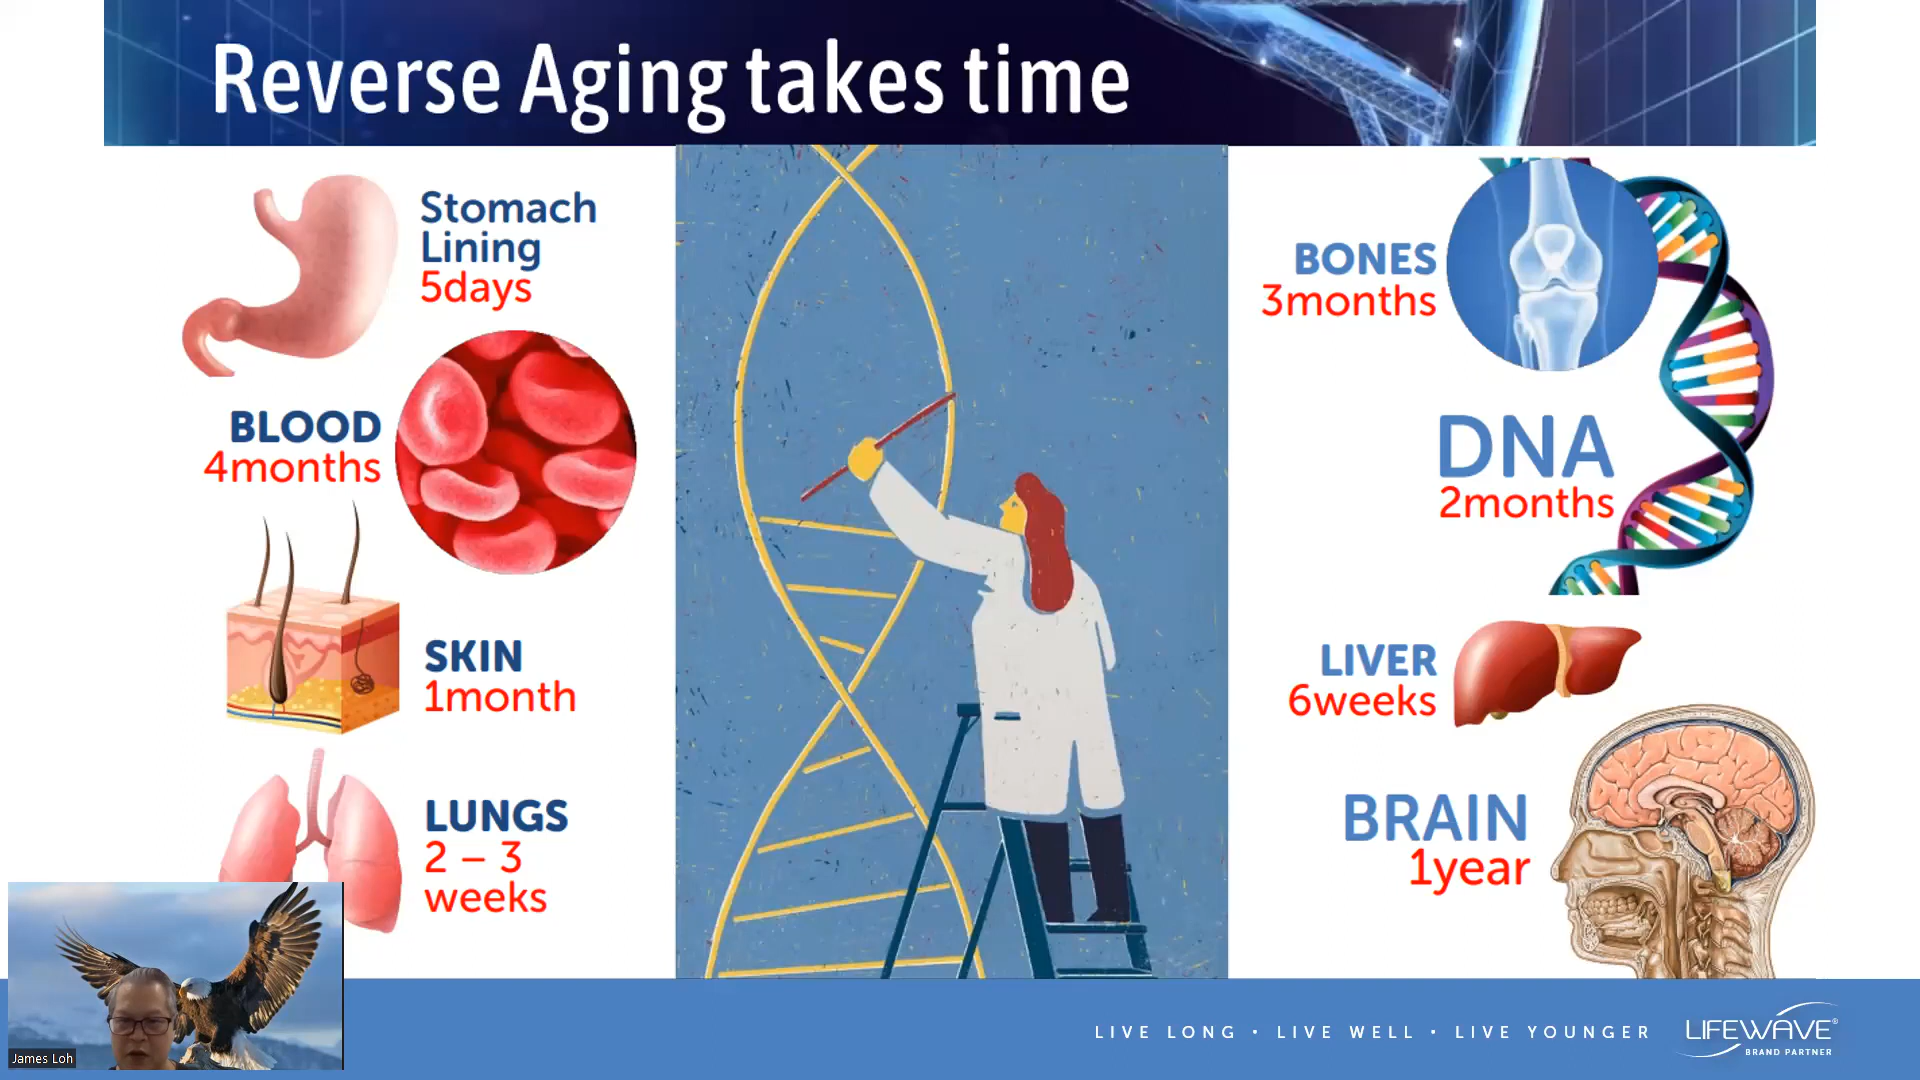 Reverse Aging takes time
Stomach
Lining
5days
BLOOD
4months
SKIN
1month
LUNGS
2 – 3
weeks
BONES
3months
DNA
2months
LIVER
6weeks
BRAIN
1year
James Loh
LIVE LONG • LIVE WELL • LIVE YOUNGER
LIFEWAVE®
BRAND PARTNER